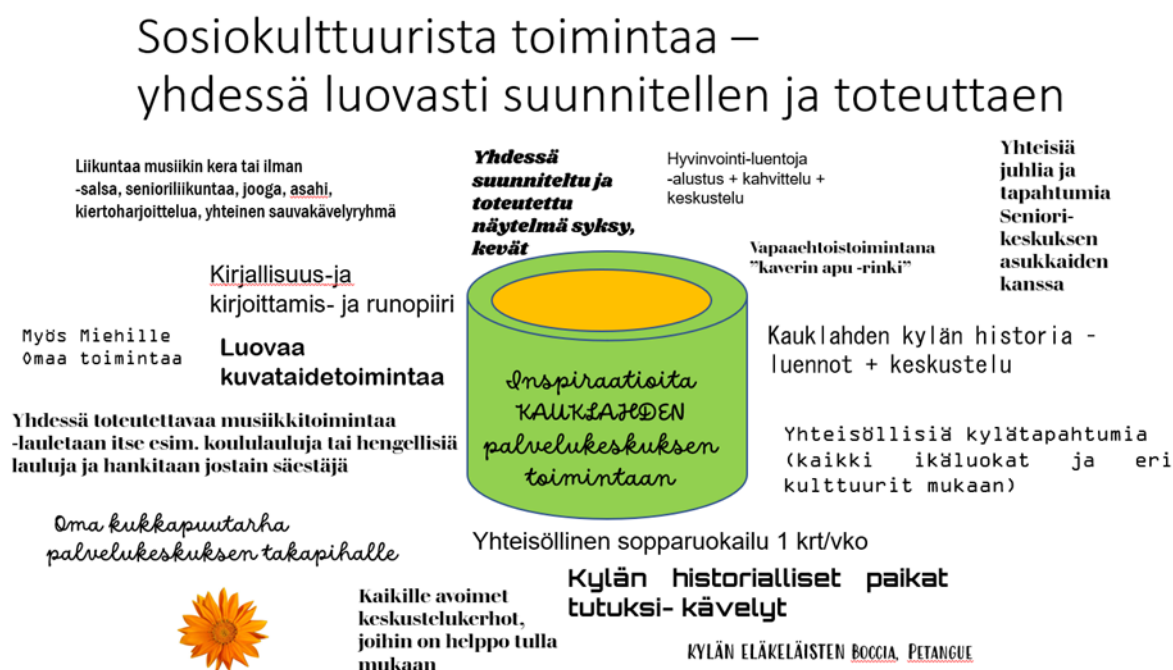 Sosiokulttuurista toimintaa –
yhdessä luovasti suunnitellen ja toteuttaen
Liikuntaa musiikin kera tai ilman
-salsa, senioriliikuntaa, jooga, asahi,
kiertoharjoittelua, yhteinen sauvakävelyryhmä
Yhdessä
suunniteltu ja
toteutettu
näytelmä syksy,
kevät
Hyvinvointi-luentoja
-alustus + kahvittelu +
keskustelu
Yhteisiä
juhlia ja
tapahtumia
Seniori-
keskuksen
asukkaiden
kanssa
Vapaaehtoistoimintana
”kaverin apu -rinki”
Kirjallisuus-ja
kirjoittamis- ja runopiiri
Myös Miehille
Omaa toimintaa
Luovaa
kuvataidetoimintaa
Kauklahden kylän historia -
luennot + keskustelu
Inspiraatioita
KAUKLAHDEN
palvelukeskuksen
toimintaan
Yhdessä toteutettavaa musiikkitoimintaa
-lauletaan itse esim. koululauluja tai hengellisiä
lauluja ja hankitaan jostain säestäjä
Yhteisöllisiä kylätapahtumia
(kaikki ikäluokat ja eri
kulttuurit mukaan)
Oma kukkapuutarha
palvelukeskuksen takapihalle
Yhteisöllinen sopparuokailu 1 krt/vko
Kylän historialliset paikat
tutuksi- kävelyt
Kaikille avoimet
keskustelukerhot,
joihin on helppo tulla
mukaan
KYLÄN ELÄKELÄISTEN BOCCIA, PETANGUE